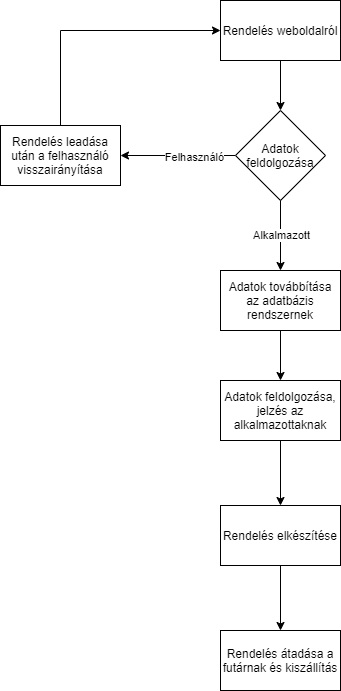 Rendelés weboldalról
Rendelés leadása
után a felhasználó
visszairányítása
Felhasználó
Adatok
feldolgozása
Alkalmazott
Adatok továbbítása
az adatbázis
rendszernek
Adatok feldolgozása,
jelzés az
alkalmazottaknak
Rendelés elkészítése
Rendelés átadása a
futárnak és kiszállítás